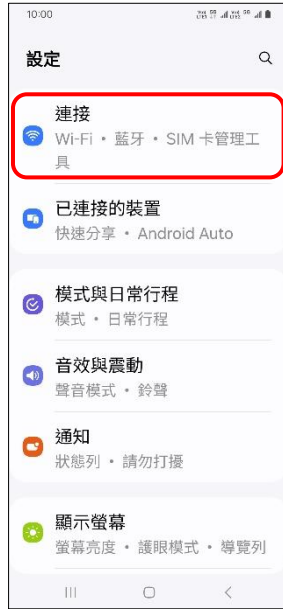 10:00
設定
連接
Wi-Fi • 藍牙 • SIM 卡管理工
具
已連接的裝置
快速分享 • Android Auto
模式與日常行程
模式 • 日常行程
音效與震動
聲音模式 • 鈴聲
通知
狀態列 • 請勿打擾
顯示螢幕
螢幕亮度 • 護眼模式 • 導覽列